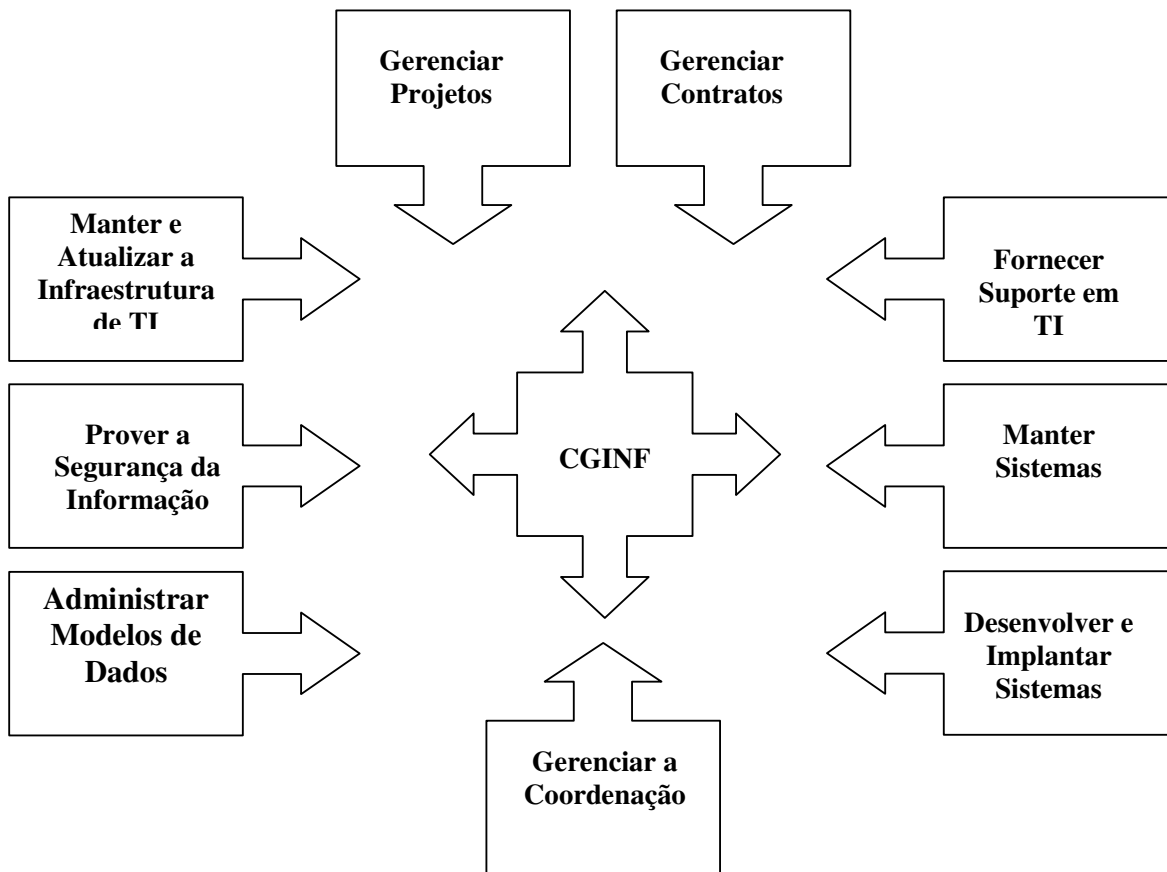 Gerenciar
Projetos
Gerenciar
Contratos
Manter e
Atualizar a
Infraestrutura
de TI
Fornecer
Suporte em
TI
CGINF
Prover a
Segurança da
Informação
Manter
Sistemas
Administrar
Modelos de
Dados
Desenvolver e
Implantar
Sistemas
Gerenciar a
Coordenação